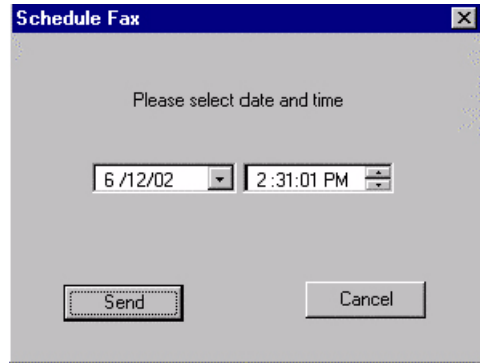 Schedule Fax
Please select date and time
6 /12/02 2 :31:01 PM
Send Cancel